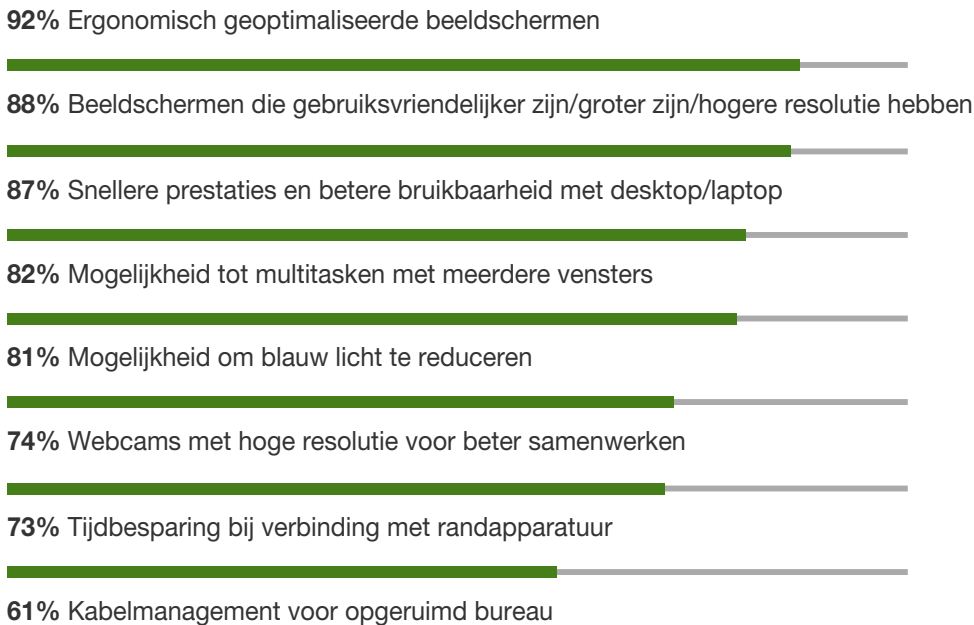 92% Ergonomisch geoptimaliseerde beeldschermen
88% Beeldschermen die gebruiksvriendelijker zijn/groter zijn/hogere resolutie hebben
87% Snellere prestaties en betere bruikbaarheid met desktop/laptop
82% Mogelijkheid tot multitasken met meerdere vensters
81% Mogelijkheid om blauw licht te reduceren
74% Webcams met hoge resolutie voor beter samenwerken
73% Tijdbesparing bij verbinding met randapparatuur
61% Kabelmanagement voor opgeruimd bureau